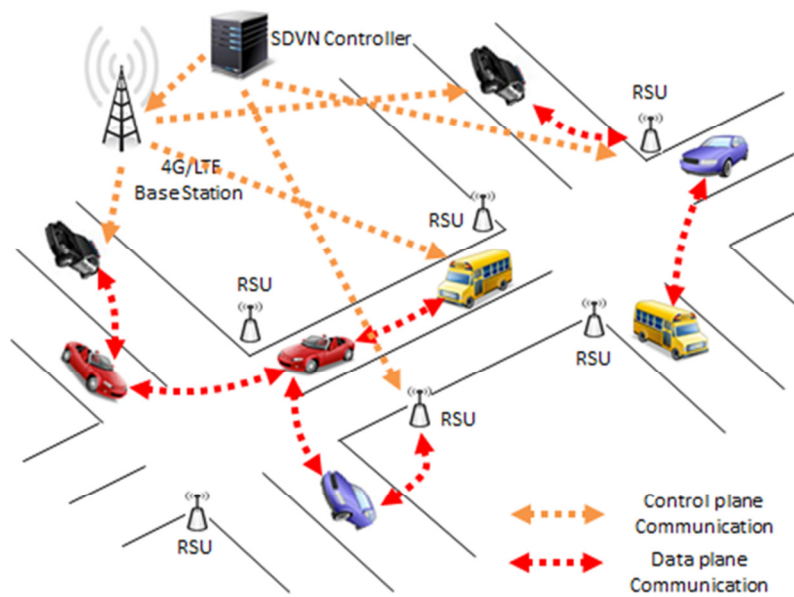 SDVN Controller
RSU
4G/LTE
Base Station
RSU
RSU
RSU
RSU
RSU
Control plane
Communication
Data plane
Communication